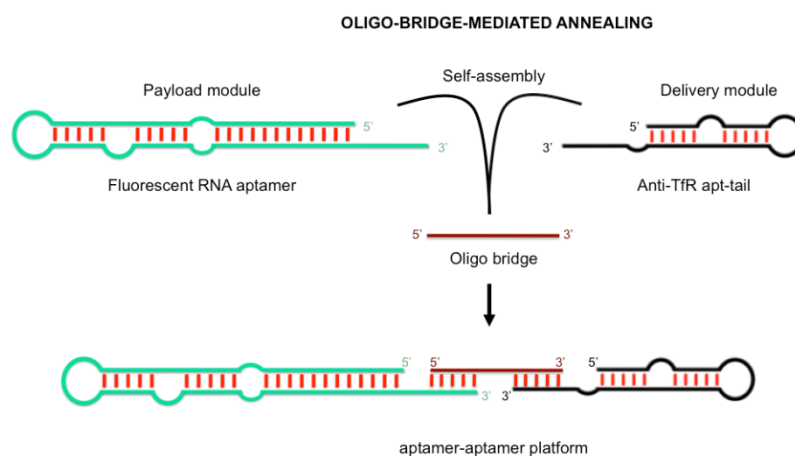 OLIGO-BRIDGE-MEDIATED ANNEALING
Self-assembly
Payload module
Delivery module
5'
5'
3'
3'
Fluorescent RNA aptamer
Anti-TfR apt-tail
5'
3'
Oligo bridge
5'
5'
3'
5'
3'
3'
aptamer-aptamer platform